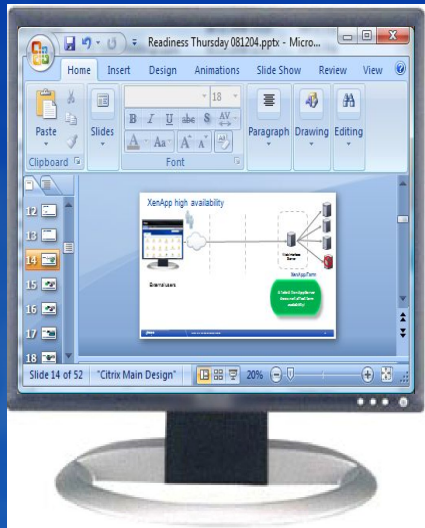 Readiness Thursday 081204.pptx - Micro...
Home Insert Design Animations Slide Show Review View
Paste
Slides
18
B I U abe S AV
A Aa A A
Paragraph Drawing Editing
Clipboard
Font
12
13
14
15
16
17
18
XenApp high availability
External users
XenApp Farm
Slide 14 of 52 "Citrix Main Design" 20%